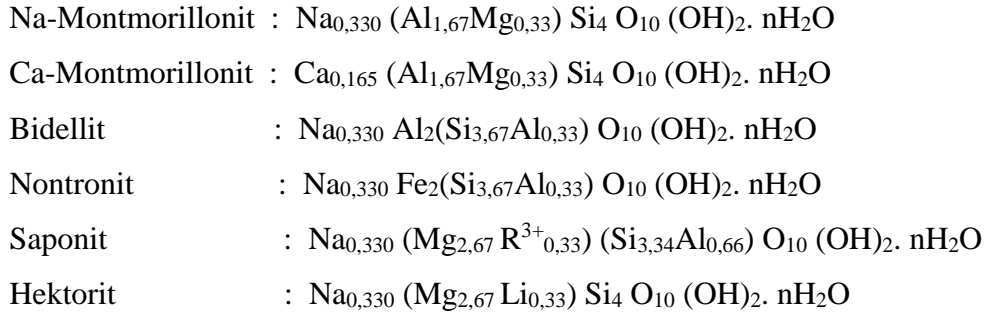 Na-Montmorillonit : Na₀,₃₃₀ (Al₁,₆₇Mg₀,₃₃) Si₄ O₁₀ (OH)₂. nH₂O
Ca-Montmorillonit : Ca₀,₁₆₅ (Al₁,₆₇Mg₀,₃₃) Si₄ O₁₀ (OH)₂. nH₂O
Bidellit : Na₀,₃₃₀ Al₂(Si₃,₆₇Al₀,₃₃) O₁₀ (OH)₂. nH₂O
Nontronit : Na₀,₃₃₀ Fe₂(Si₃,₆₇Al₀,₃₃) O₁₀ (OH)₂. nH₂O
Saponit : Na₀,₃₃₀ (Mg₂,₆₇ R³⁺₀,₃₃) (Si₃,₃₄Al₀,₆₆) O₁₀ (OH)₂. nH₂O
Hektorit : Na₀,₃₃₀ (Mg₂,₆₇ Li₀,₃₃) Si₄ O₁₀ (OH)₂. nH₂O